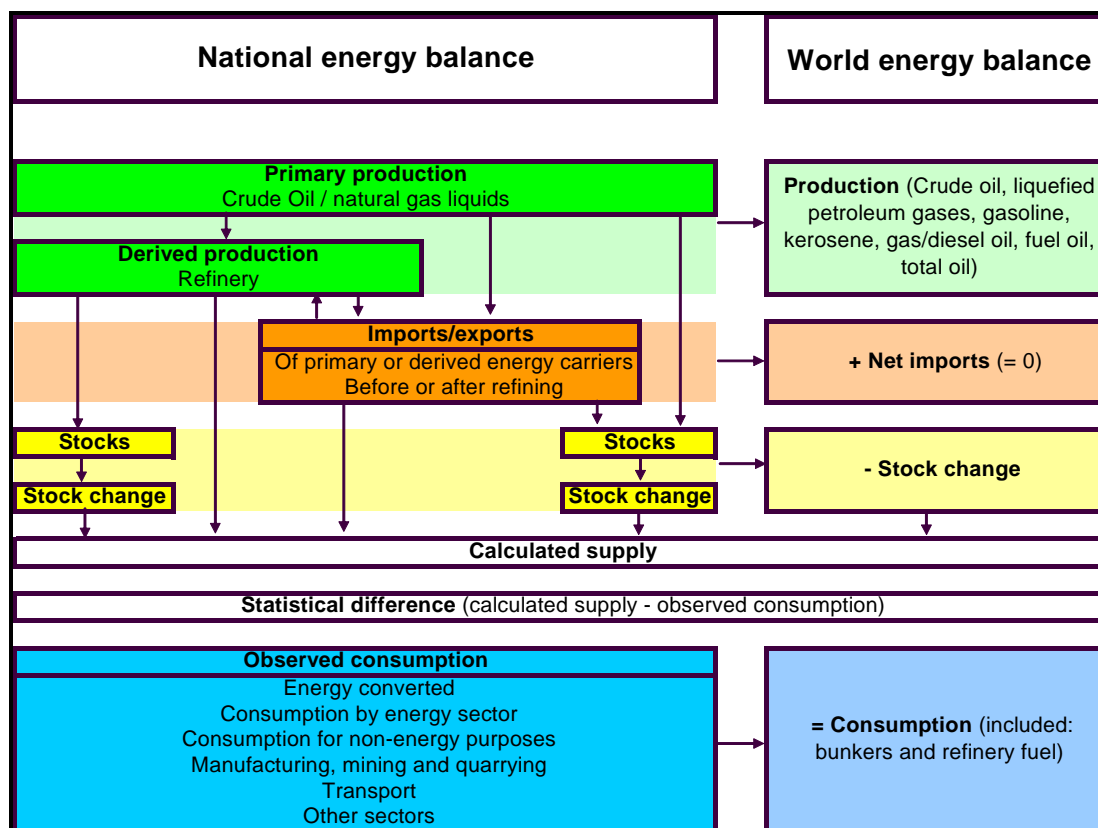 National energy balance
World energy balance
Primary production
Crude Oil / natural gas liquids
Production (Crude oil, liquefied
petroleum gases, gasoline,
kerosene, gas/diesel oil, fuel oil,
total oil)
Derived production
Refinery
Imports/exports
Of primary or derived energy carriers
Before or after refining
+ Net imports (= 0)
Stocks
Stocks
- Stock change
Stock change
Stock change
Calculated supply
Statistical difference (calculated supply - observed consumption)
Observed consumption
Energy converted
Consumption by energy sector
Consumption for non-energy purposes
Manufacturing, mining and quarrying
Transport
Other sectors
= Consumption (included:
bunkers and refinery fuel)